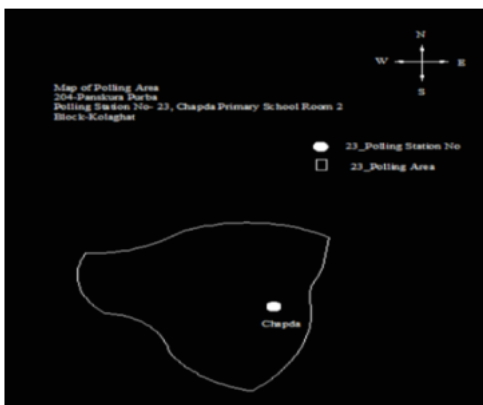 N
W E
S
Map of Polling Area
204-Panskura Purba
Polling Station No- 23, Chapda Primary School Room 2
Block-Kolaghat
23_Polling Station No
23_Polling Area
Chapda